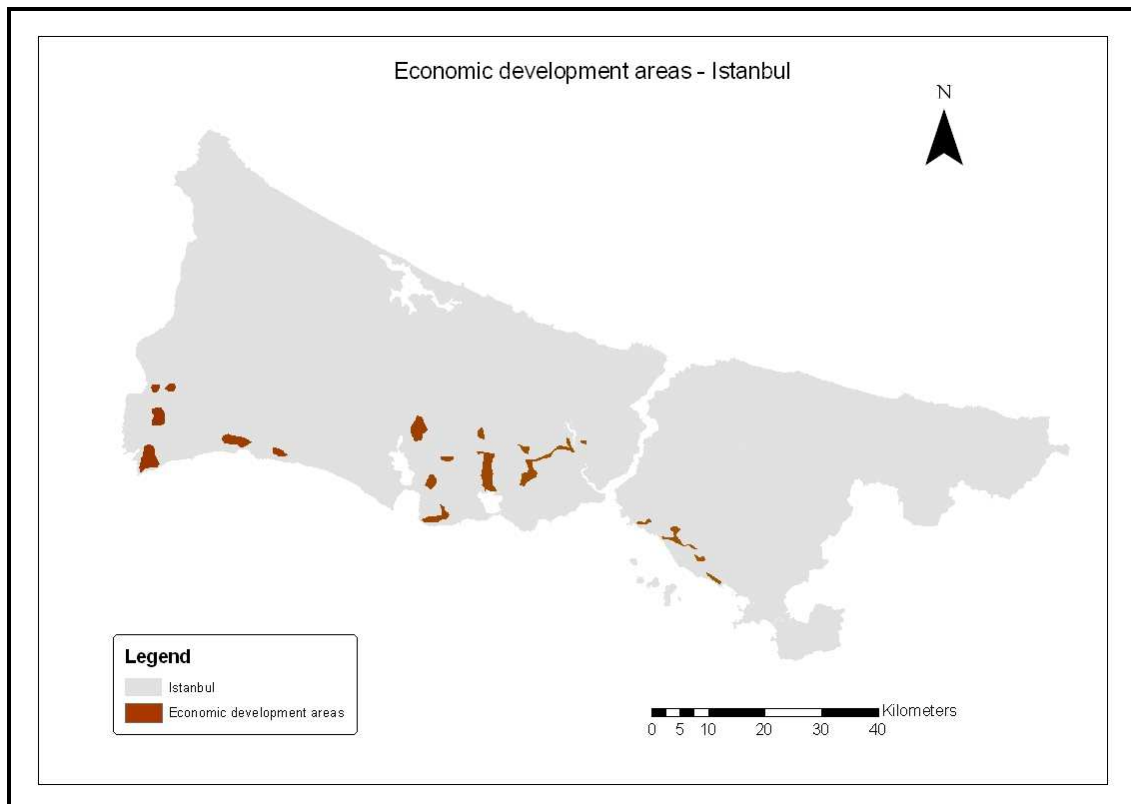 Economic development areas - Istanbul
N
Legend
Istanbul
Economic development areas
Kilometers
0 5 10 20 30 40